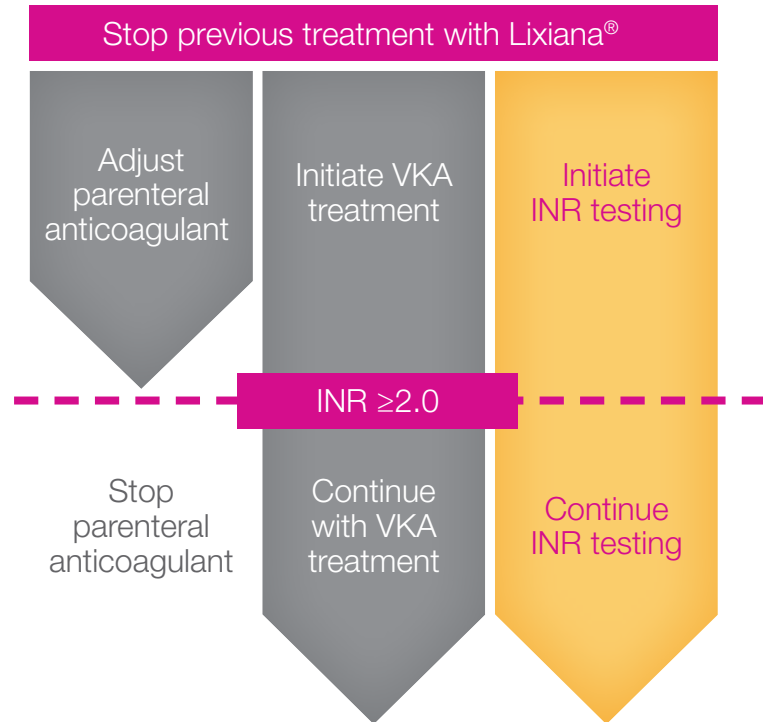 Stop previous treatment with Lixiana®
Adjust
parenteral
anticoagulant
Initiate VKA
treatment
Initiate
INR testing
INR ≥2.0
Stop
parenteral
anticoagulant
Continue
with VKA
treatment
Continue
INR testing